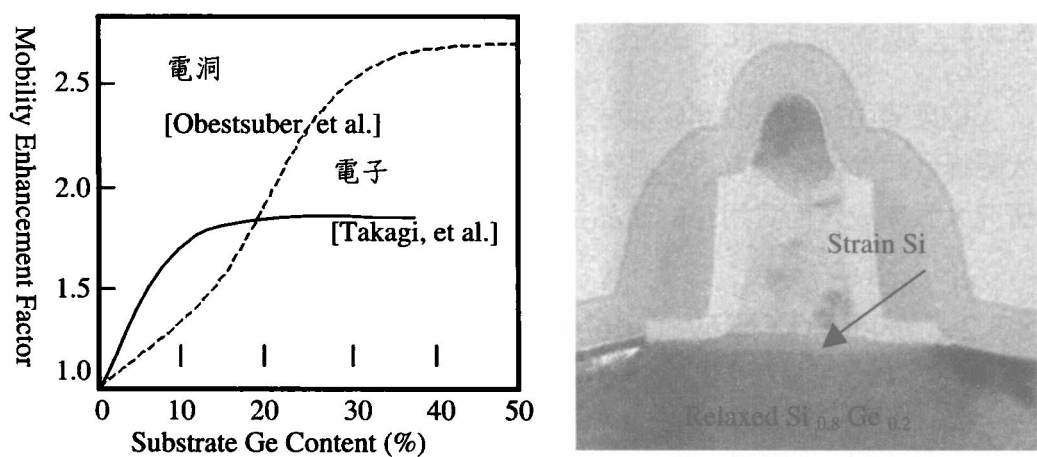 Mobility Enhancement Factor
2.5
2.0
1.5
1.0
電洞
[Obestsuber, et al.]
電子
[Takagi, et al.]
0
10
20
30
40
50
Substrate Ge Content (%)
Strain Si
Relaxed Si 0.8 Ge 0.2